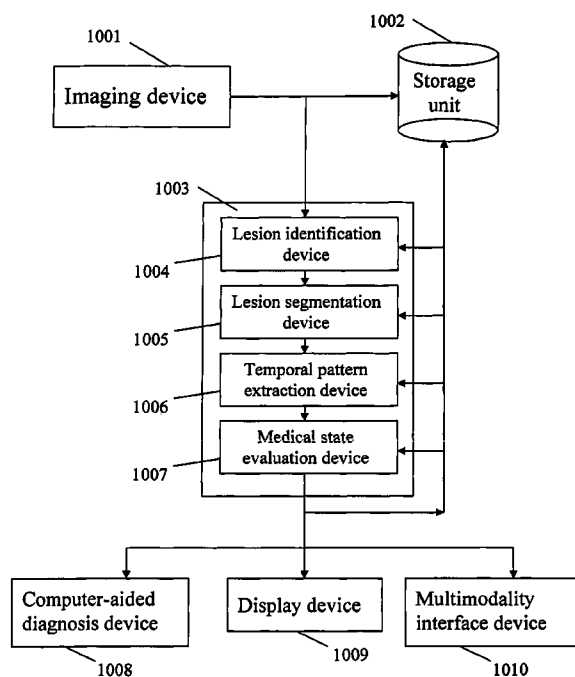 1001
1002
Imaging device
Storage
unit
1003
Lesion identification
device
1004
Lesion segmentation
device
1005
Temporal pattern
extraction device
1006
Medical state
evaluation device
1007
Computer-aided
diagnosis device
Display device
Multimodality
interface device
1008
1009
1010